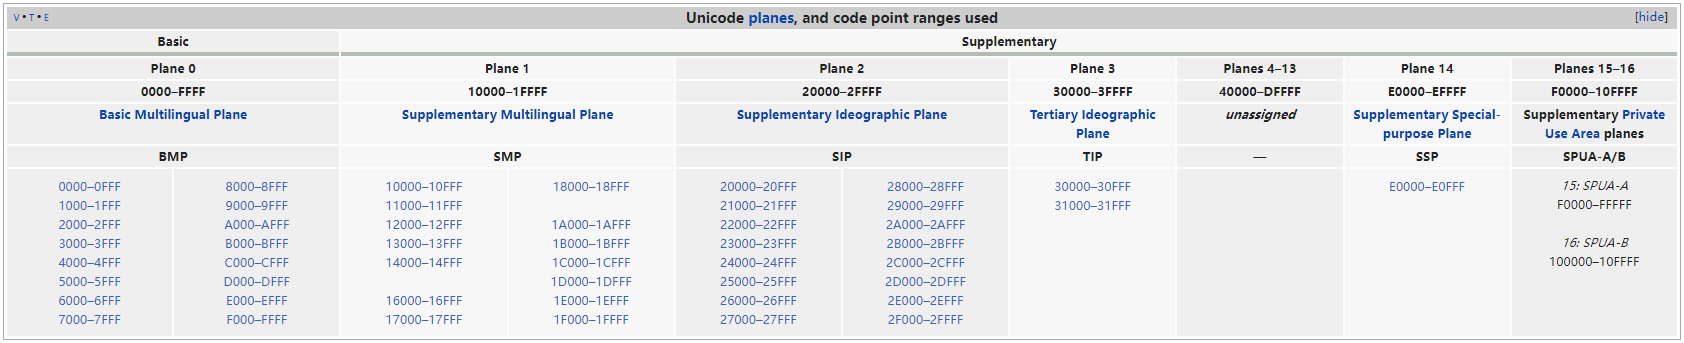 V • T • E Unicode planes, and code point ranges used [hide]
Basic Supplementary
Plane 0 Plane 1 Plane 2 Plane 3 Planes 4–13 Plane 14 Planes 15–16
0000–FFFF 10000–1FFFF 20000–2FFFF 30000–3FFFF 40000–DFFFF E0000–EFFFF F0000–10FFFF
Basic Multilingual Plane Supplementary Multilingual Plane Supplementary Ideographic Plane Tertiary Ideographic unassigned Supplementary Special- Supplementary Private
Plane purpose Plane Use Area planes
BMP SMP SIP TIP — SSP SPUA-A/B
0000–0FFF 8000–8FFF 10000–10FFF 18000–18FFF 20000–20FFF 28000–28FFF 30000–30FFF E0000–E0FFF 15: SPUA-A
1000–1FFF 9000–9FFF 11000–11FFF 21000–21FFF 29000–29FFF 31000–31FFF F0000–FFFFF
2000–2FFF A000–AFFF 12000–12FFF 1A000–1AFFF 22000–22FFF 2A000–2AFFF
3000–3FFF B000–BFFF 13000–13FFF 1B000–1BFFF 23000–23FFF 2B000–2BFFF 16: SPUA-B
4000–4FFF C000–CFFF 14000–14FFF 1C000–1CFFF 24000–24FFF 2C000–2CFFF 100000–10FFFF
5000–5FFF D000–DFFF 1D000–1DFFF 25000–25FFF 2D000–2DFFF
6000–6FFF E000–EFFF 16000–16FFF 1E000–1EFFF 26000–26FFF 2E000–2EFFF
7000–7FFF F000–FFFF 17000–17FFF 1F000–1FFFF 27000–27FFF 2F000–2FFFF